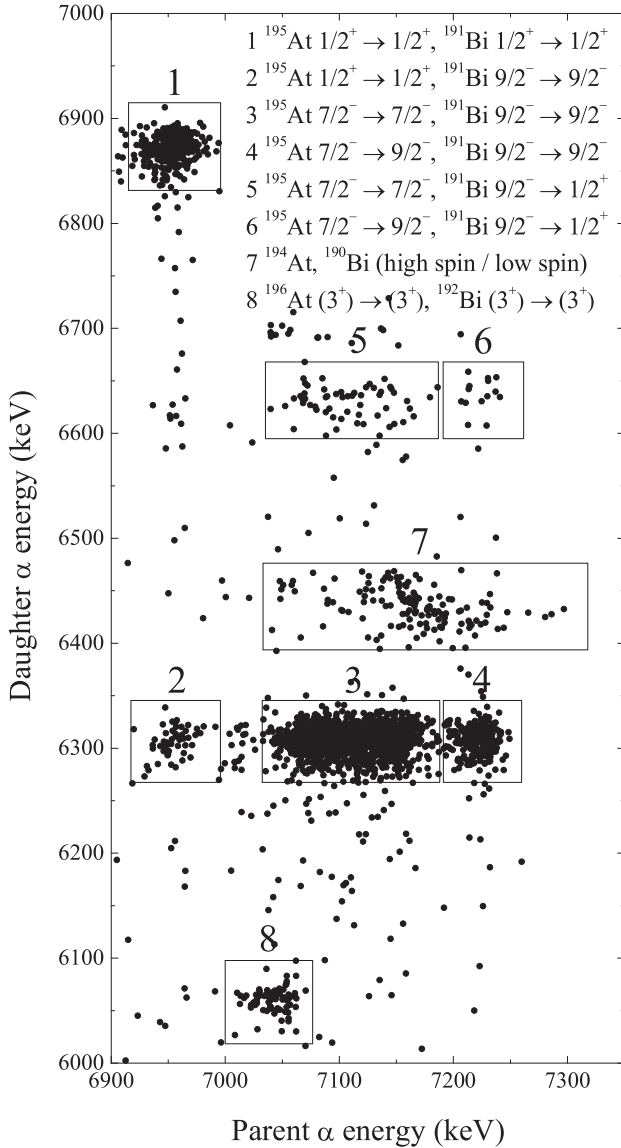 1 ¹⁹⁵At 1/2⁺ → 1/2⁺, ¹⁹¹Bi 1/2⁺ → 1/2⁺
2 ¹⁹⁵At 1/2⁺ → 1/2⁺, ¹⁹¹Bi 9/2⁻ → 9/2⁻
3 ¹⁹⁵At 7/2⁻ → 7/2⁻, ¹⁹¹Bi 9/2⁻ → 9/2⁻
4 ¹⁹⁵At 7/2⁻ → 9/2⁻, ¹⁹¹Bi 9/2⁻ → 9/2⁻
5 ¹⁹⁵At 7/2⁻ → 7/2⁻, ¹⁹¹Bi 9/2⁻ → 1/2⁺
6 ¹⁹⁵At 7/2⁻ → 9/2⁻, ¹⁹¹Bi 9/2⁻ → 1/2⁺
7 ¹⁹⁴At, ¹⁹⁰Bi (high spin / low spin)
8 ¹⁹⁶At (3⁺) → (3⁺), ¹⁹²Bi (3⁺) → (3⁺)
1
5
6
7
2
3
4
8
7000
6900
6800
6700
6600
6500
6400
6300
6200
6100
6000
Daughter α energy (keV)
6900
7000
7100
7200
7300
Parent α energy (keV)